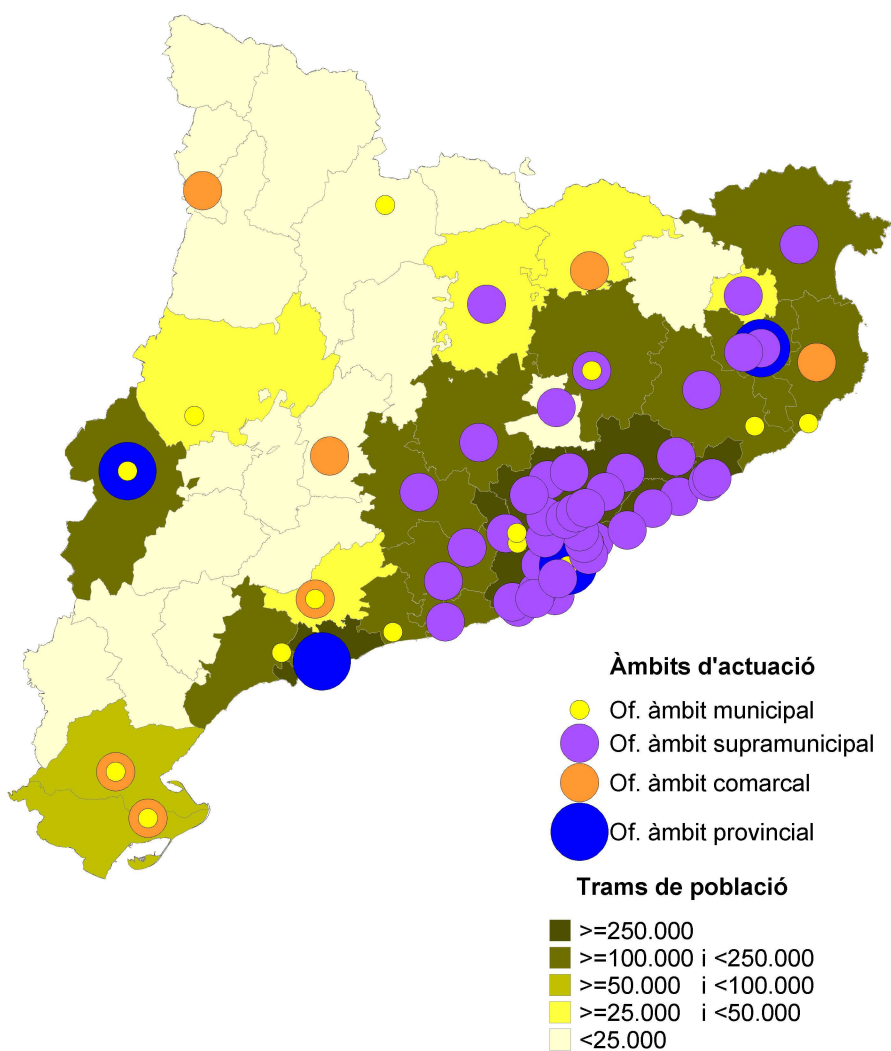 Àmbits d'actuació
Of. àmbit municipal
Of. àmbit supramunicipal
Of. àmbit comarcal
Of. àmbit provincial
Trams de població
>=250.000
>=100.000 i <250.000
>=50.000 i <100.000
>=25.000 i <50.000
<25.000